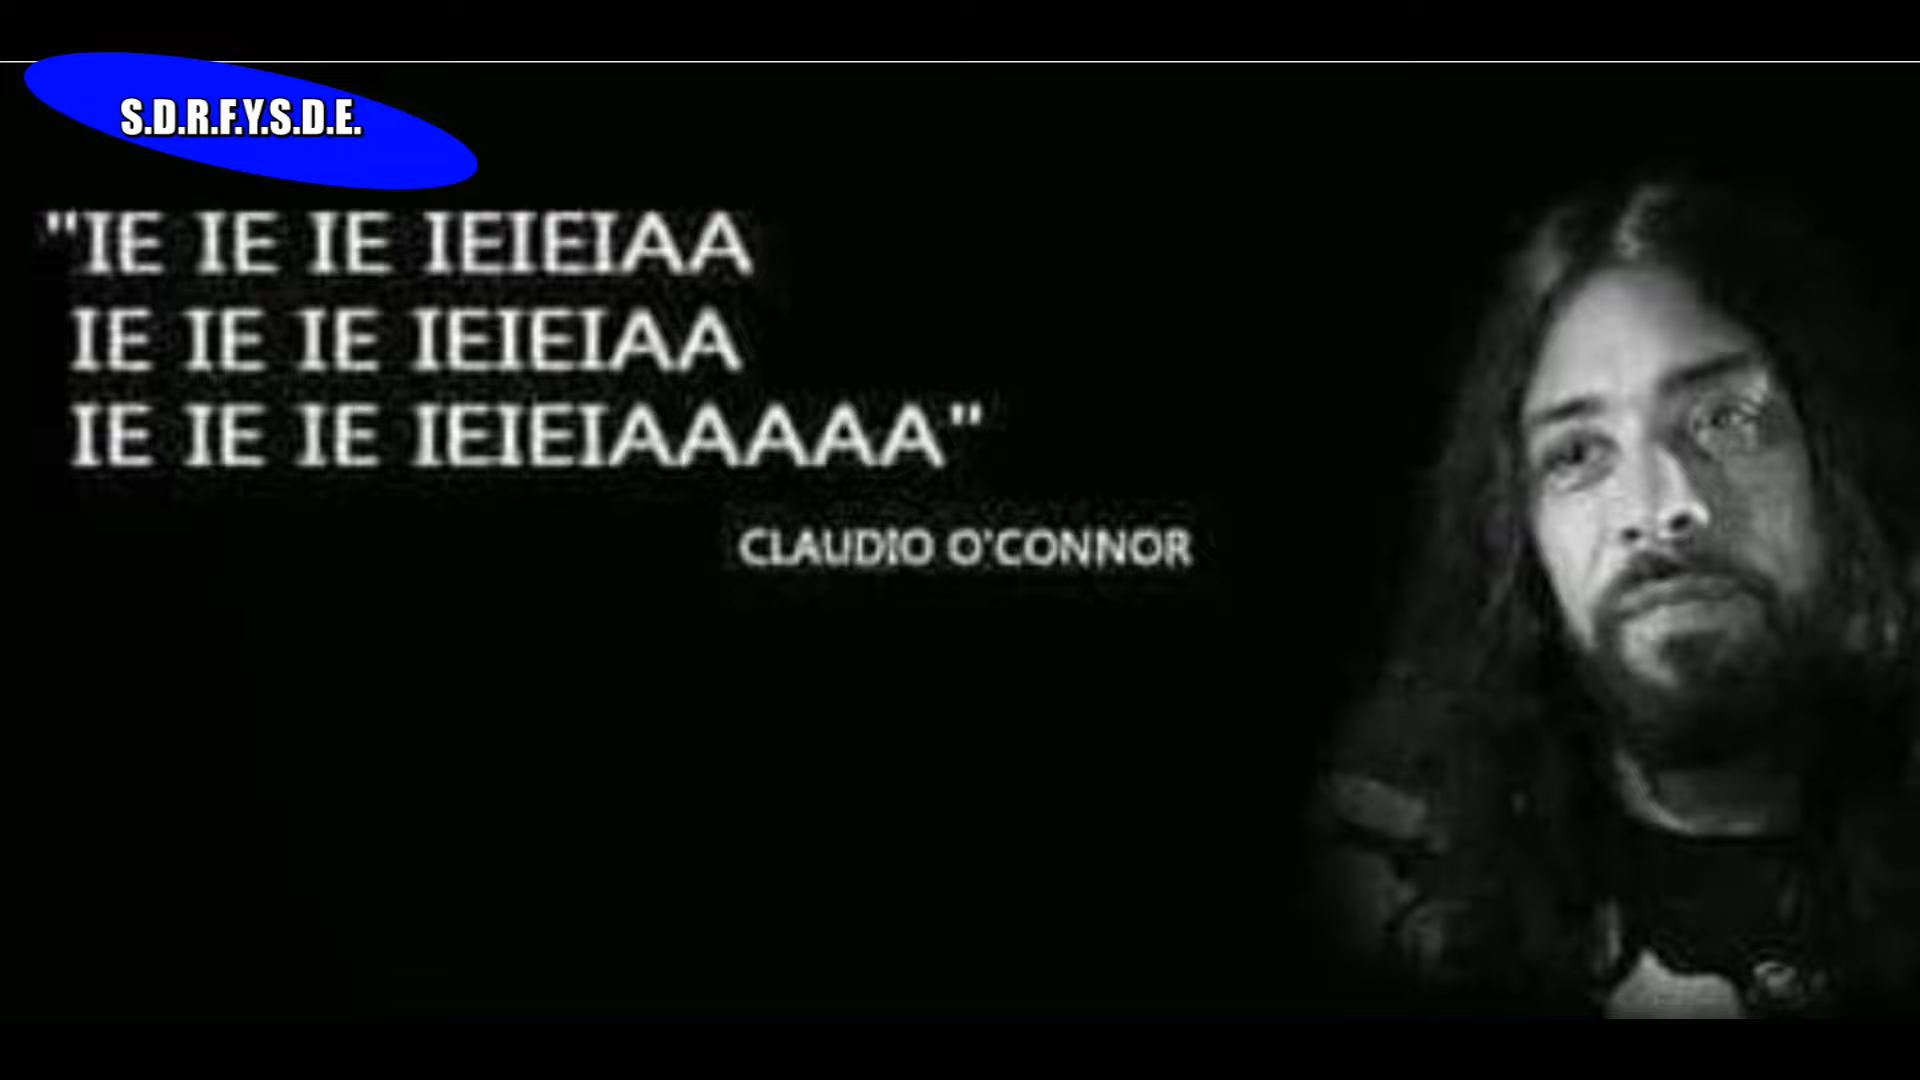 S.D.R.F.Y.S.D.E.
"IE IE IE IEIEIAA
IE IE IE IEIEIAA
IE IE IE IEIEIAAAAA"
CLAUDIO O'CONNOR